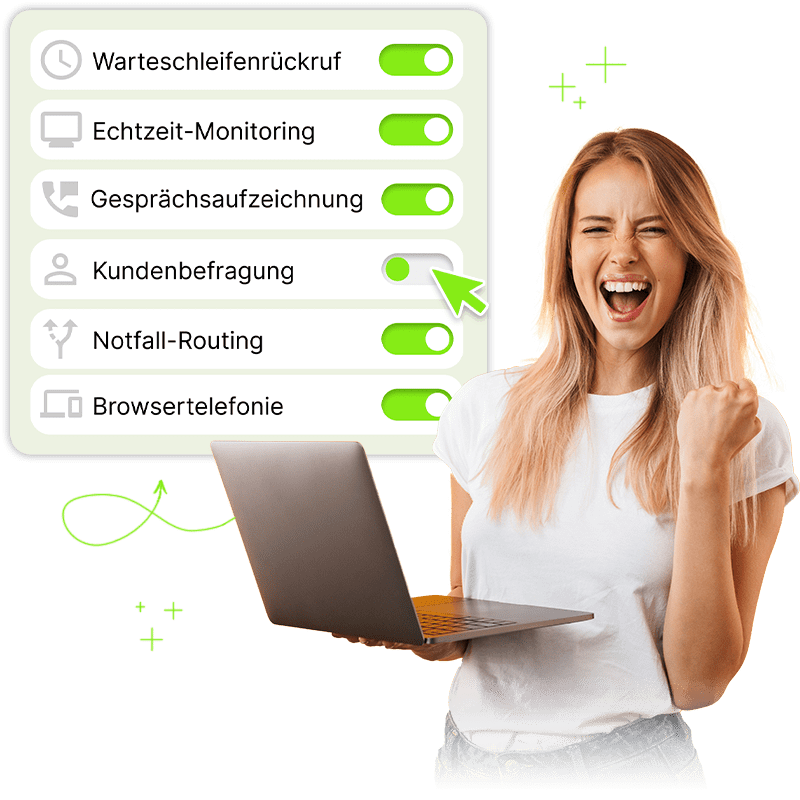 Warteschleifenrückruf
Echtzeit-Monitoring
Gesprächsaufzeichnung
Kundenbefragung
Notfall-Routing
Browsertelefonie